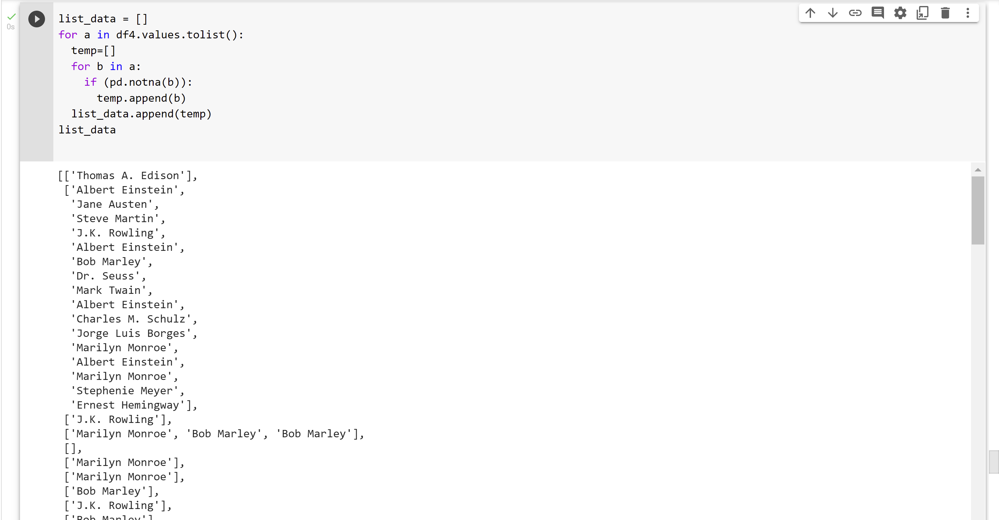 0s
list_data = []
for a in df4.values.tolist():
  temp=[]
  for b in a:
    if (pd.notna(b)):
      temp.append(b)
  list_data.append(temp)
list_data
[['Thomas A. Edison'],
 ['Albert Einstein',
  'Jane Austen',
  'Steve Martin',
  'J.K. Rowling',
  'Albert Einstein',
  'Bob Marley',
  'Dr. Seuss',
  'Mark Twain',
  'Albert Einstein',
  'Charles M. Schulz',
  'Jorge Luis Borges',
  'Marilyn Monroe',
  'Albert Einstein',
  'Marilyn Monroe',
  'Stephenie Meyer',
  'Ernest Hemingway'],
 ['J.K. Rowling'],
 ['Marilyn Monroe', 'Bob Marley', 'Bob Marley'],
 [],
 ['Marilyn Monroe'],
 ['Marilyn Monroe'],
 ['Bob Marley'],
 ['J.K. Rowling'],
 ['Bob Marley']